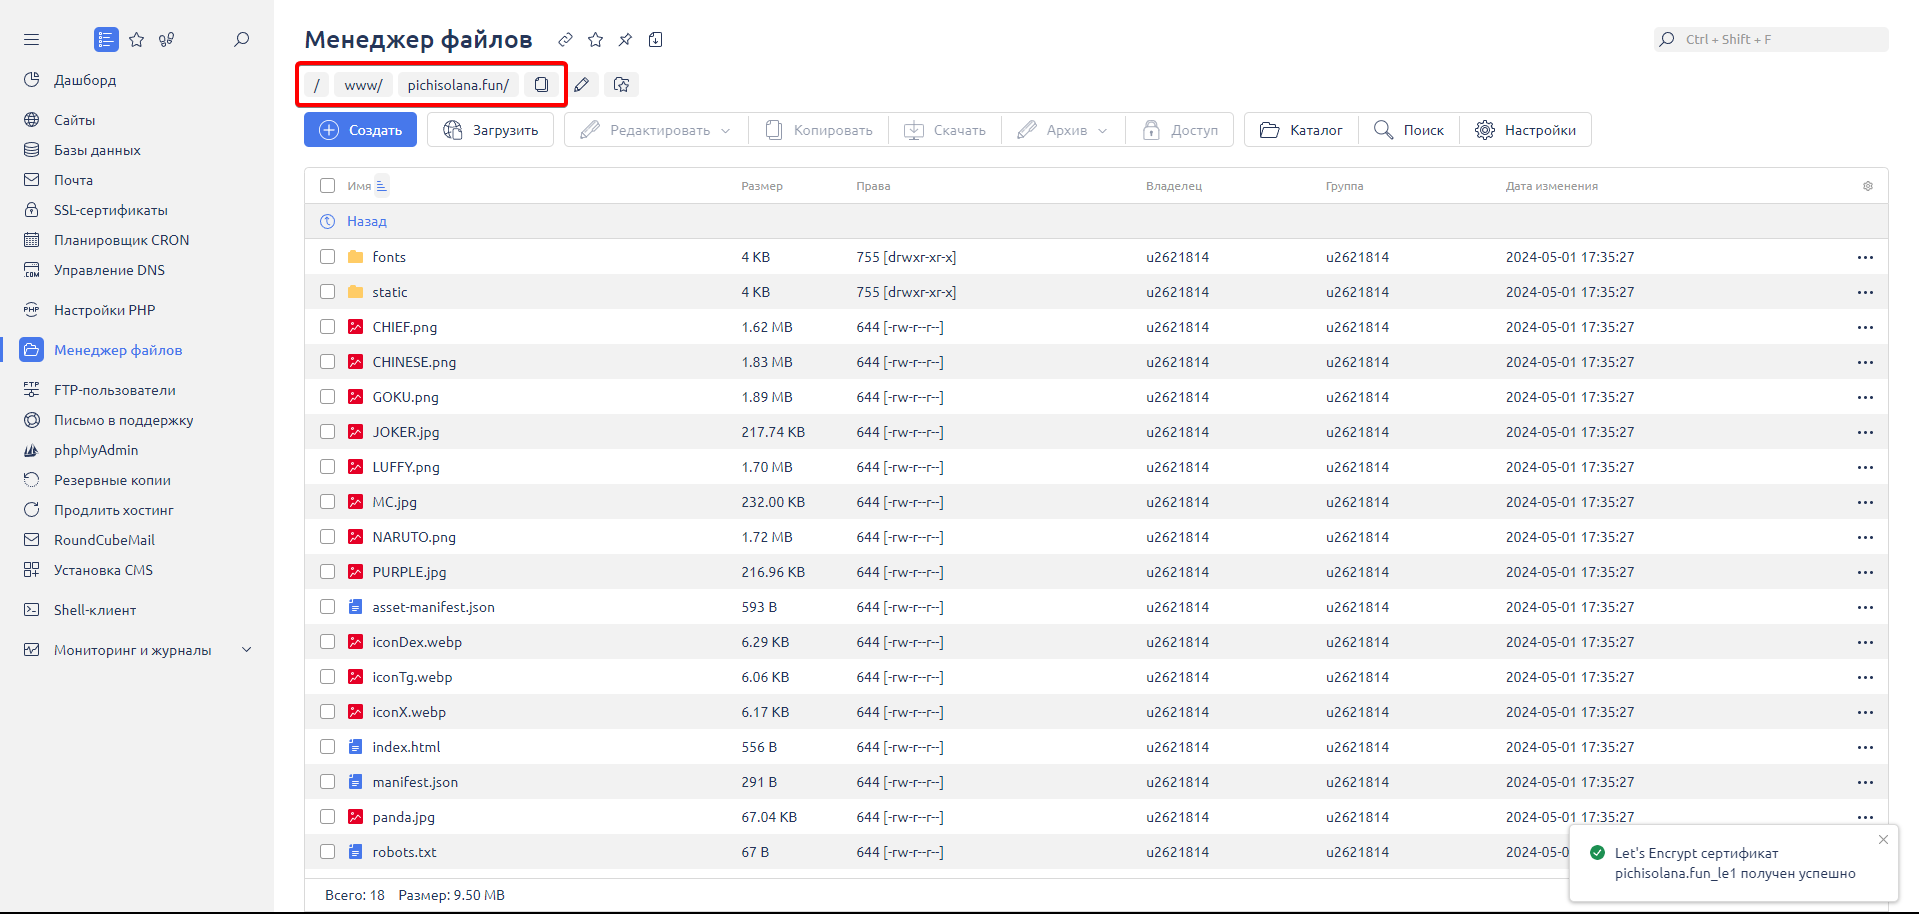 Менеджер файлов
Ctrl + Shift + F
/ www/ pichisolana.fun/
Создать Загрузить Редактировать Копировать Скачать Архив Доступ Каталог Поиск Настройки
Дашборд
Сайты
Базы данных
Почта
SSL-сертификаты
Планировщик CRON
.COM Управление DNS
PHP Настройки PHP
Менеджер файлов
FTP FTP-пользователи
Письмо в поддержку
phpMyAdmin
Резервные копии
Продлить хостинг
RoundCubeMail
Установка CMS
Shell-клиент
Мониторинг и журналы
Имя Размер Права Владелец Группа Дата изменения
Назад
fonts 4 KB 755 [drwxr-xr-x] u2621814 u2621814 2024-05-01 17:35:27
static 4 KB 755 [drwxr-xr-x] u2621814 u2621814 2024-05-01 17:35:27
CHIEF.png 1.62 MB 644 [-rw-r--r--] u2621814 u2621814 2024-05-01 17:35:27
CHINESE.png 1.83 MB 644 [-rw-r--r--] u2621814 u2621814 2024-05-01 17:35:27
GOKU.png 1.89 MB 644 [-rw-r--r--] u2621814 u2621814 2024-05-01 17:35:27
JOKER.jpg 217.74 KB 644 [-rw-r--r--] u2621814 u2621814 2024-05-01 17:35:27
LUFFY.png 1.70 MB 644 [-rw-r--r--] u2621814 u2621814 2024-05-01 17:35:27
MC.jpg 232.00 KB 644 [-rw-r--r--] u2621814 u2621814 2024-05-01 17:35:27
NARUTO.png 1.72 MB 644 [-rw-r--r--] u2621814 u2621814 2024-05-01 17:35:27
PURPLE.jpg 216.96 KB 644 [-rw-r--r--] u2621814 u2621814 2024-05-01 17:35:27
asset-manifest.json 593 B 644 [-rw-r--r--] u2621814 u2621814 2024-05-01 17:35:27
iconDex.webp 6.29 KB 644 [-rw-r--r--] u2621814 u2621814 2024-05-01 17:35:27
iconTg.webp 6.06 KB 644 [-rw-r--r--] u2621814 u2621814 2024-05-01 17:35:27
iconX.webp 6.17 KB 644 [-rw-r--r--] u2621814 u2621814 2024-05-01 17:35:27
index.html 556 B 644 [-rw-r--r--] u2621814 u2621814 2024-05-01 17:35:27
manifest.json 291 B 644 [-rw-r--r--] u2621814 u2621814 2024-05-01 17:35:27
panda.jpg 67.04 KB 644 [-rw-r--r--] u2621814 u2621814 2024-05-01 17:35:27
robots.txt 67 B 644 [-rw-r--r--] u2621814 u2621814 2024-05-0
Всего: 18 Размер: 9.50 MB
Let's Encrypt сертификат
pichisolana.fun_le1 получен успешно